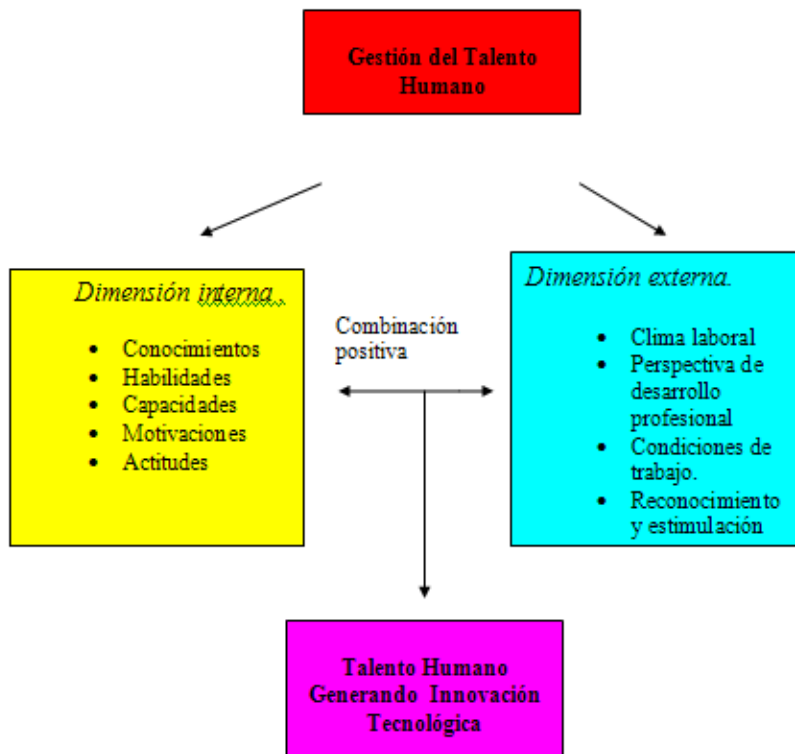 Gestión del Talento
Humano
Dimensión interna .
• Conocimientos
• Habilidades
• Capacidades
• Motivaciones
• Actitudes
Combinación
positiva
Dimensión externa.
• Clima laboral
• Perspectiva de
desarrollo
profesional
• Condiciones de
trabajo.
• Reconocimiento
y estimulación
Talento Humano
Generando Innovación
Tecnológica